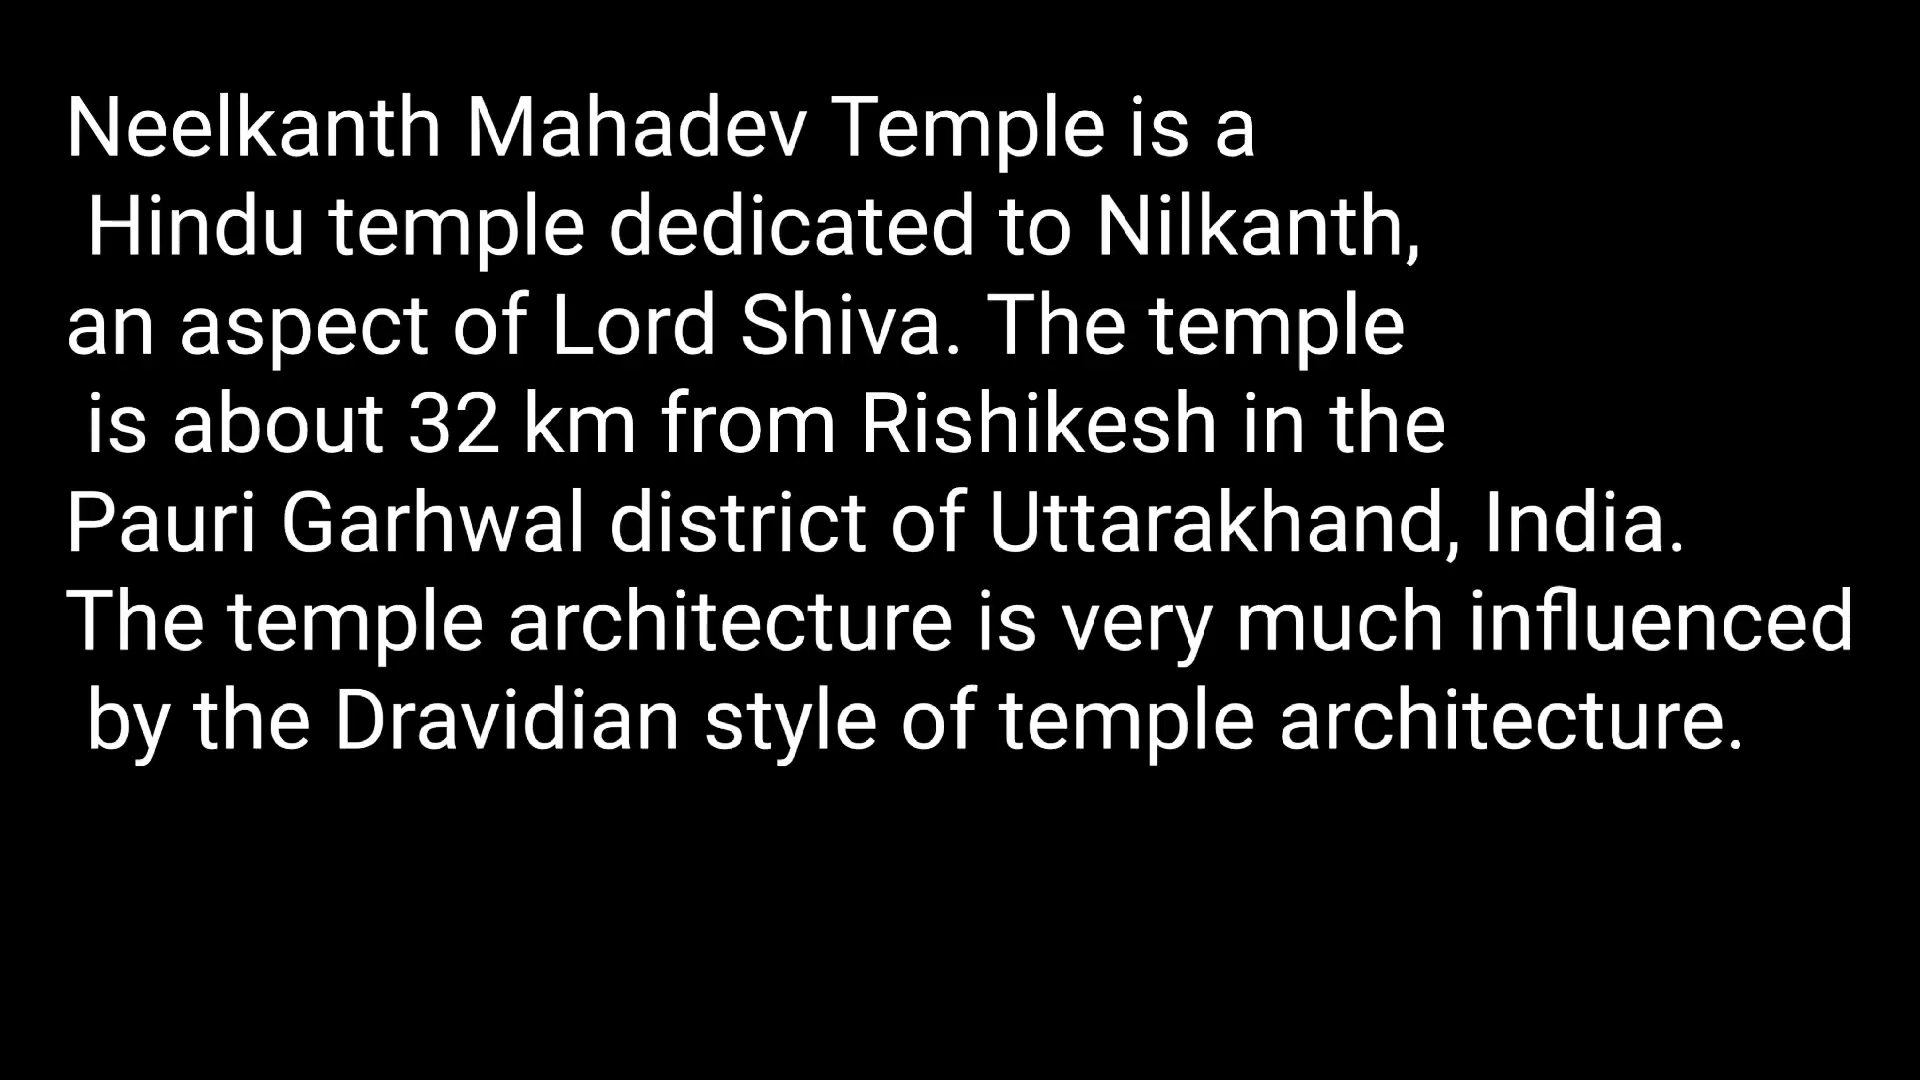 Neelkanth Mahadev Temple is a
Hindu temple dedicated to Nilkanth,
an aspect of Lord Shiva. The temple
is about 32 km from Rishikesh in the
Pauri Garhwal district of Uttarakhand, India.
The temple architecture is very much influenced
by the Dravidian style of temple architecture.